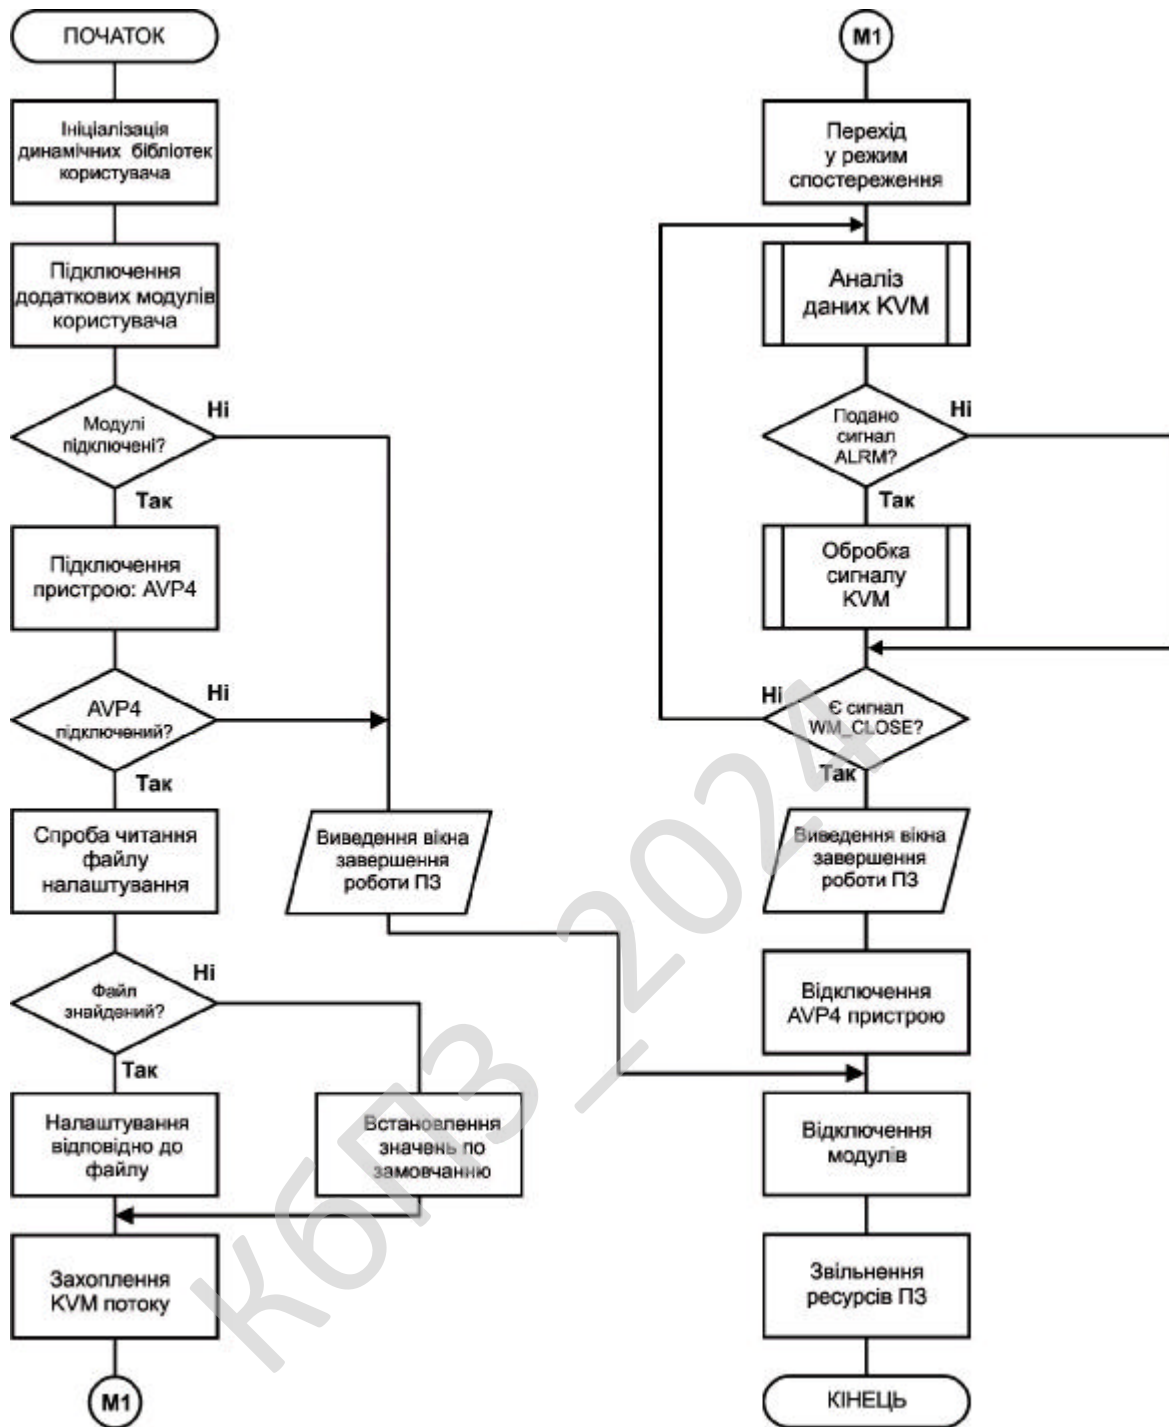 ПОЧАТОК
Ініціалізація
динамічних бібліотек
користувача
Підключення
додаткових модулів
користувача
Модулі
підключені?
Ні
Так
Підключення
пристрою: AVP4
AVP4
підключений?
Ні
Так
Спроба читання
файлу
налаштування
Виведення вікна
завершення
роботи ПЗ
Файл
знайдений?
Ні
Так
Налаштування
відповідно до
файлу
Встановлення
значень по
замовчанню
Захоплення
KVM потоку
М1
М1
Перехід
у режим
спостереження
Аналіз
даних KVM
Подано
сигнал
ALRM?
Ні
Так
Обробка
сигналу
KVM
Є сигнал
WM_CLOSE?
Ні
Так
Виведення вікна
завершення
роботи ПЗ
Відключення
AVP4 пристрою
Відключення
модулів
Звільнення
ресурсів ПЗ
КІНЕЦЬ
КбПЗ_2024